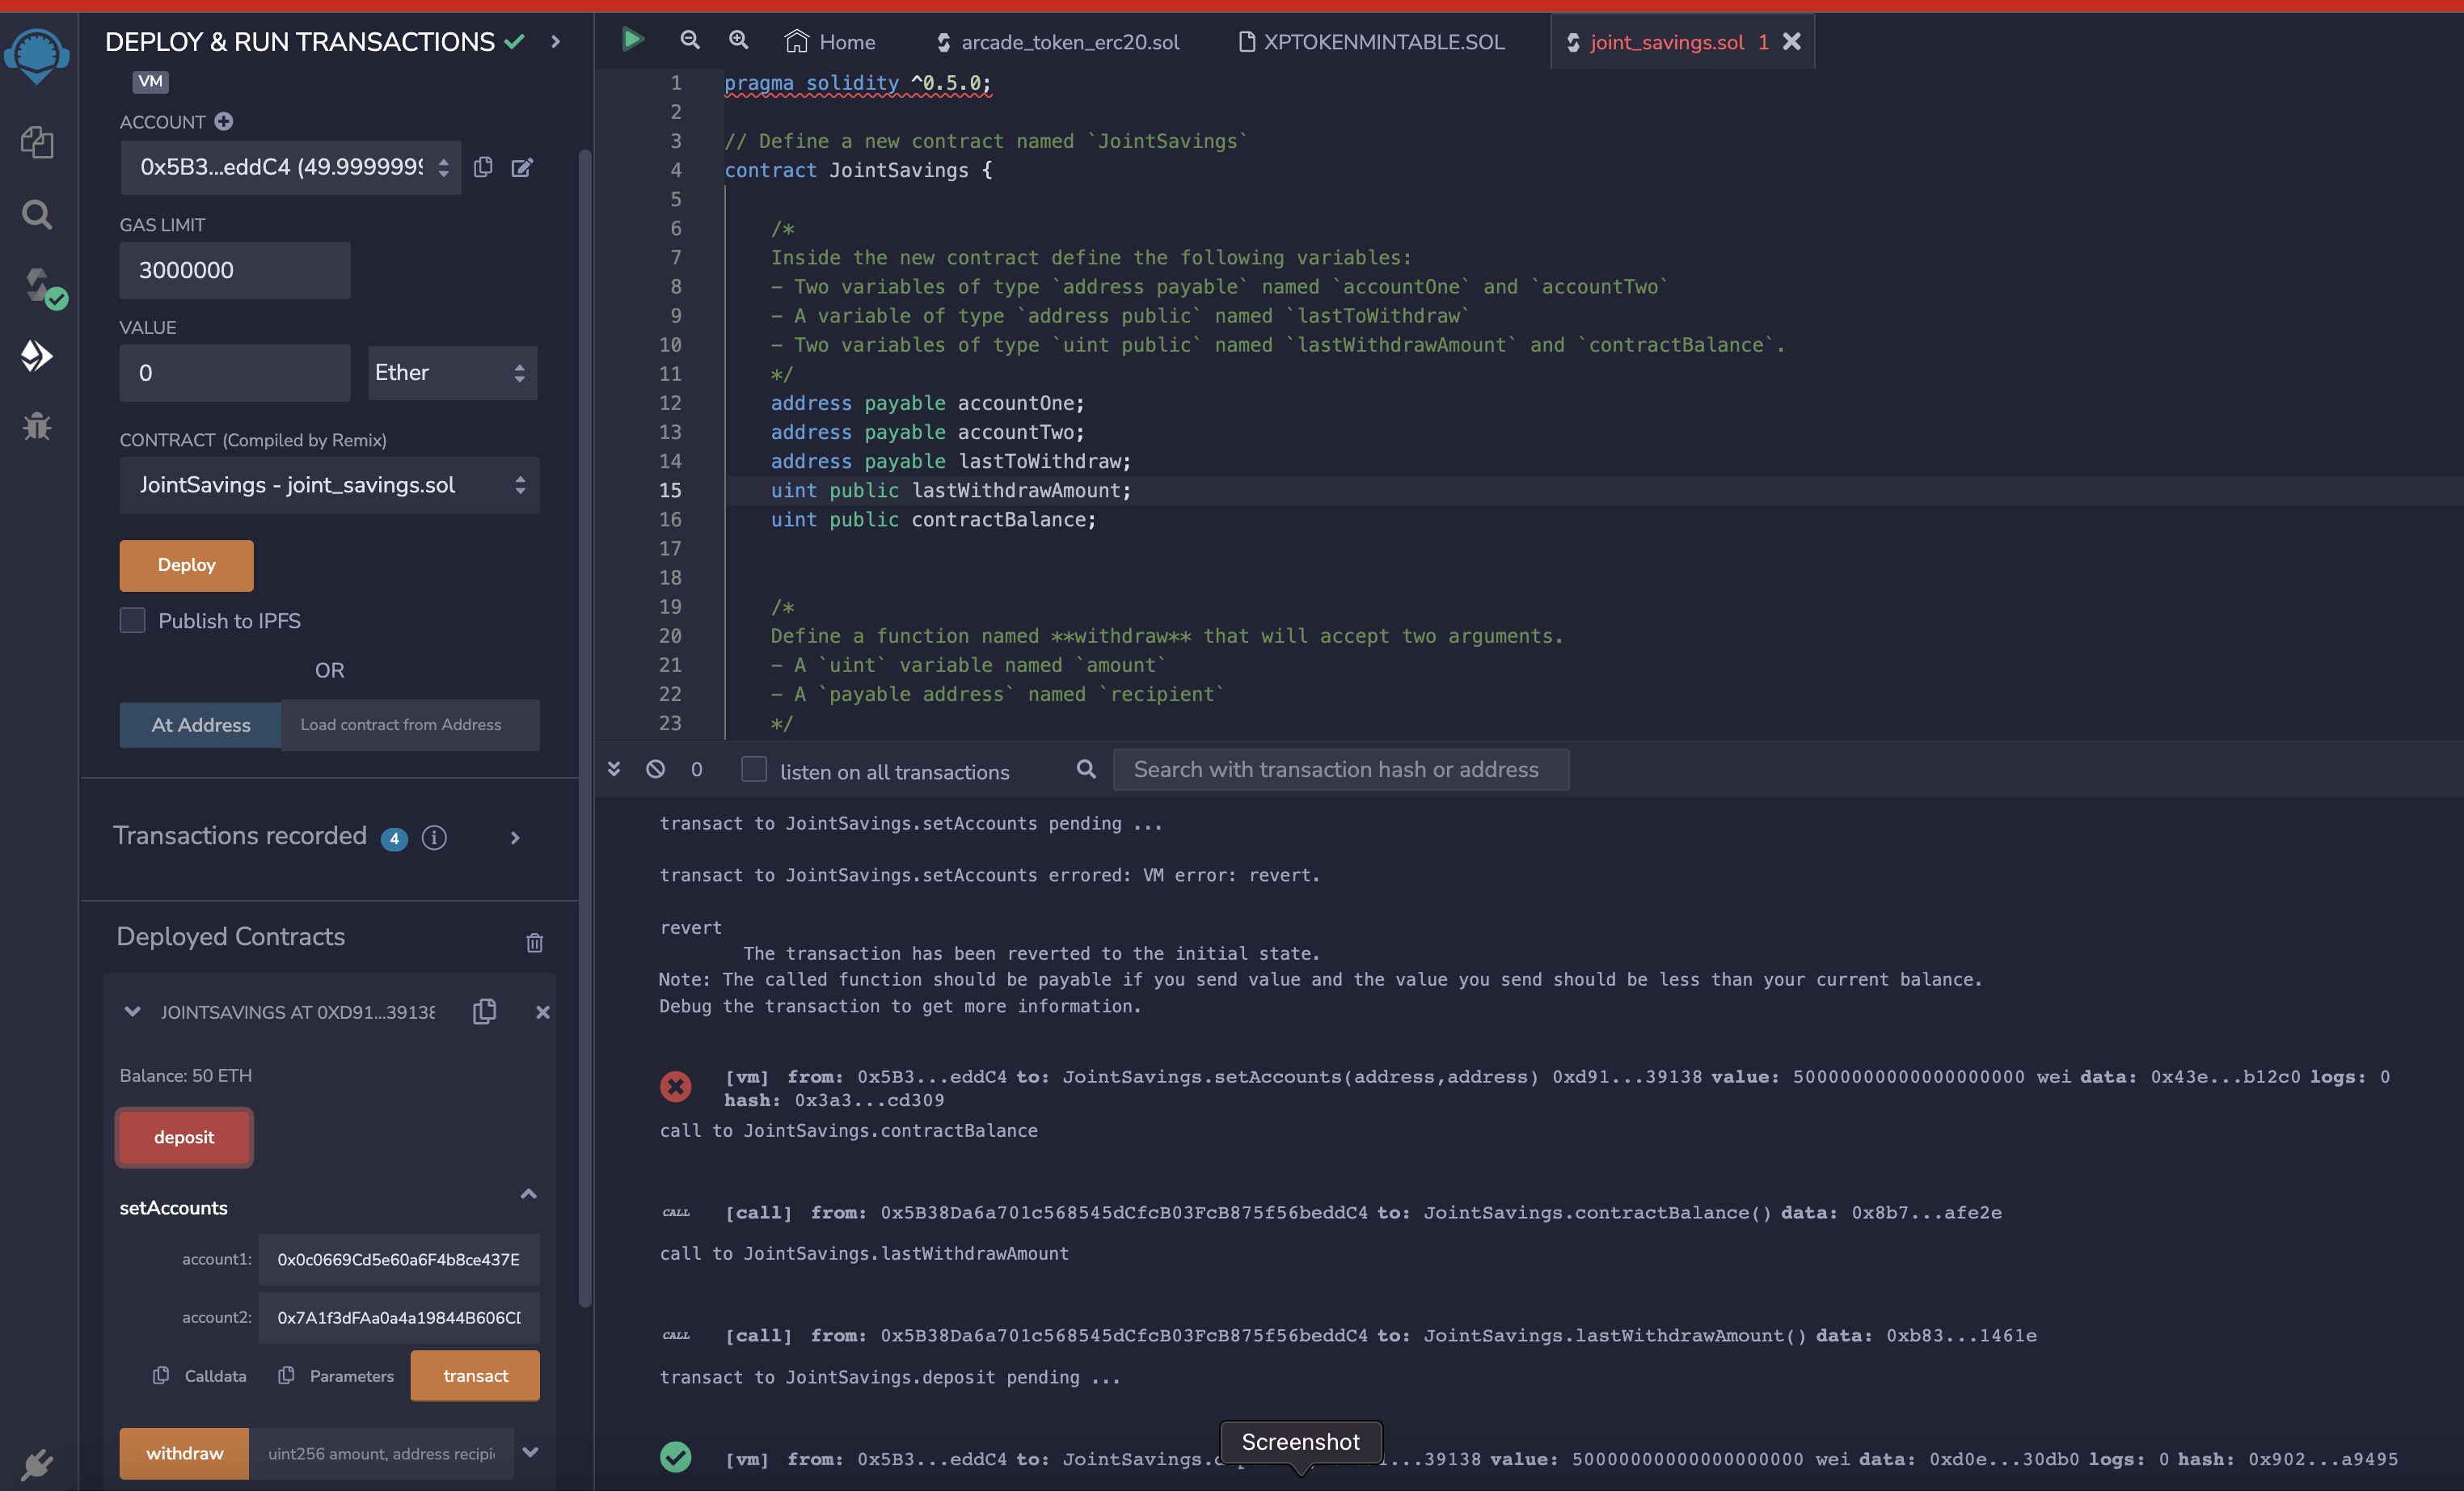 DEPLOY & RUN TRANSACTIONS
VM
ACCOUNT
0x5B3...eddC4 (49.9999999
GAS LIMIT
3000000
VALUE
0
Ether
CONTRACT (Compiled by Remix)
JointSavings - joint_savings.sol
Deploy
Publish to IPFS
OR
At Address
Load contract from Address
Transactions recorded 4 i
Deployed Contracts
JOINTSAVINGS AT 0XD91...39138
Balance: 50 ETH
deposit
setAccounts
account1: 0x0c0669Cd5e60a6F4b8ce437E
account2: 0x7A1f3dFAa0a4a19844B606CD
Calldata
Parameters
transact
withdraw
uint256 amount, address recipi
Home
arcade_token_erc20.sol
XPTOKENMINTABLE.SOL
joint_savings.sol 1
1 pragma solidity ^0.5.0;
2
3 // Define a new contract named `JointSavings`
4 contract JointSavings {
5
6 /*
7 Inside the new contract define the following variables:
8 - Two variables of type `address payable` named `accountOne` and `accountTwo`
9 - A variable of type `address public` named `lastToWithdraw`
10 - Two variables of type `uint public` named `lastWithdrawAmount` and `contractBalance`.
11 */
12 address payable accountOne;
13 address payable accountTwo;
14 address payable lastToWithdraw;
15 uint public lastWithdrawAmount;
16 uint public contractBalance;
17
18
19 /*
20 Define a function named **withdraw** that will accept two arguments.
21 - A `uint` variable named `amount`
22 - A `payable address` named `recipient`
23 */
0
listen on all transactions
Search with transaction hash or address
transact to JointSavings.setAccounts pending ...
transact to JointSavings.setAccounts errored: VM error: revert.
revert
The transaction has been reverted to the initial state.
Note: The called function should be payable if you send value and the value you send should be less than your current balance.
Debug the transaction to get more information.
[vm] from: 0x5B3...eddC4 to: JointSavings.setAccounts(address,address) 0xd91...39138 value: 50000000000000000000 wei data: 0x43e...b12c0 logs: 0
hash: 0x3a3...cd309
call to JointSavings.contractBalance
CALL [call] from: 0x5B38Da6a701c568545dCfcB03FcB875f56beddC4 to: JointSavings.contractBalance() data: 0x8b7...afe2e
call to JointSavings.lastWithdrawAmount
CALL [call] from: 0x5B38Da6a701c568545dCfcB03FcB875f56beddC4 to: JointSavings.lastWithdrawAmount() data: 0xb83...1461e
transact to JointSavings.deposit pending ...
Screenshot
[vm] from: 0x5B3...eddC4 to: ...39138 value: 50000000000000000000 wei data: 0xd0e...30db0 logs: 0 hash: 0x902...a9495